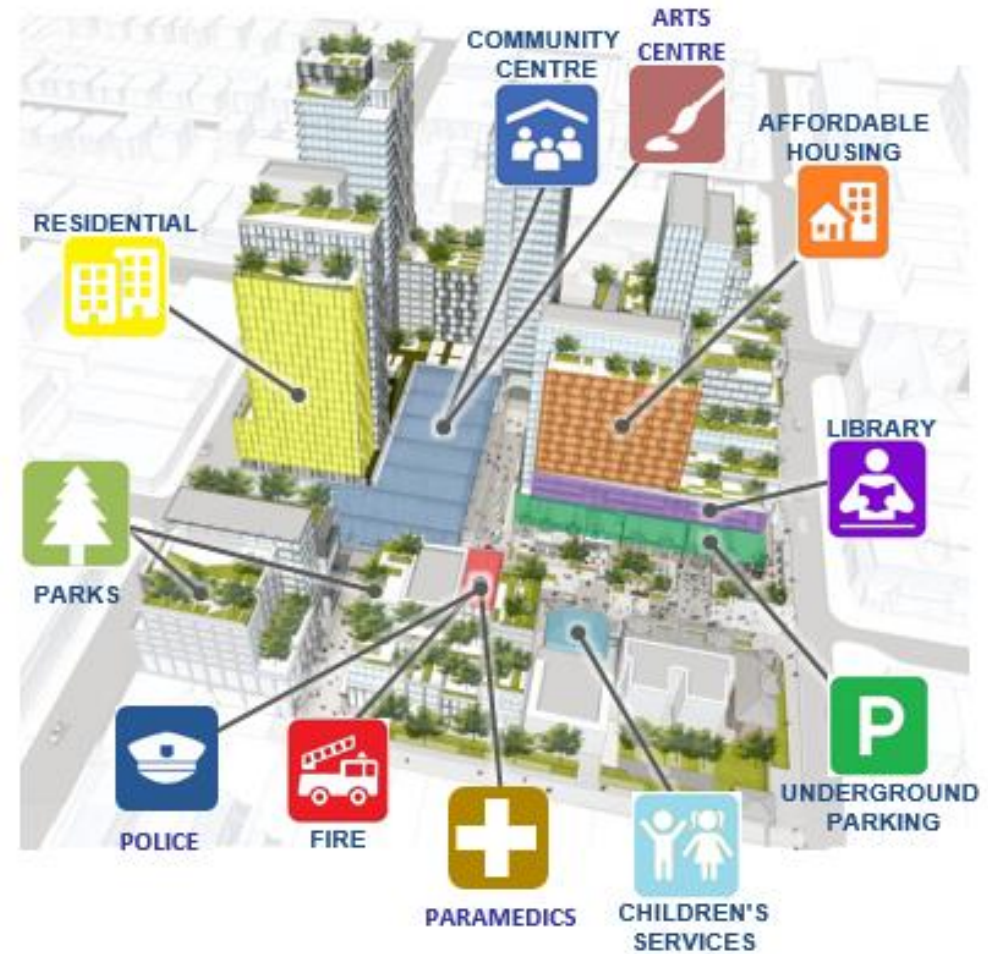 ARTS
CENTRE
COMMUNITY
CENTRE
AFFORDABLE
HOUSING
RESIDENTIAL
LIBRARY
PARKS
P
UNDERGROUND
PARKING
POLICE
FIRE
PARAMEDICS
CHILDREN'S
SERVICES